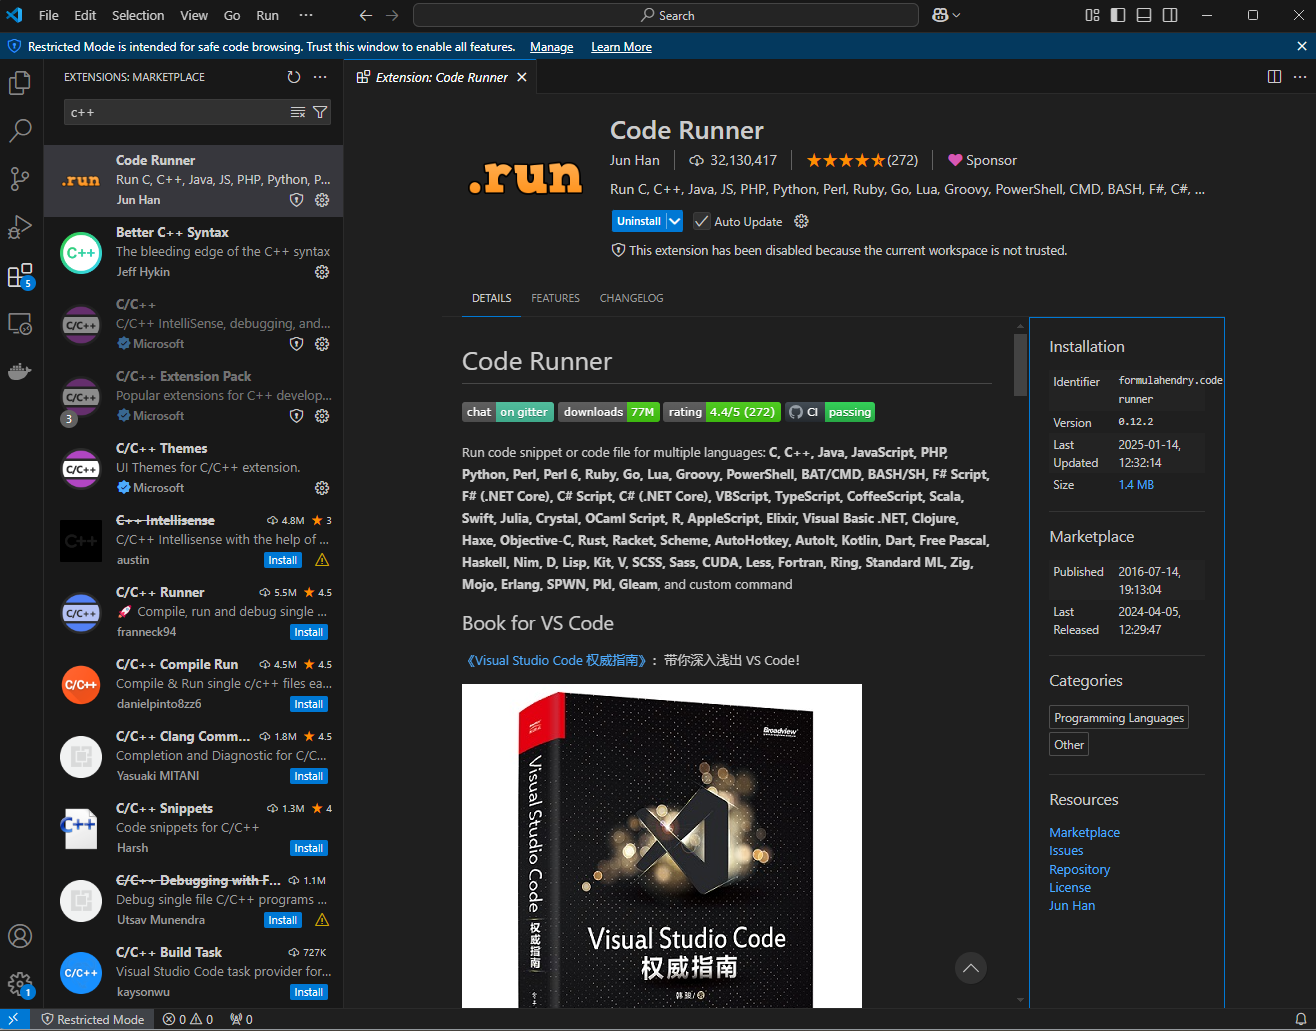 File Edit Selection View Go Run ··· Search
Restricted Mode is intended for safe code browsing. Trust this window to enable all features. Manage Learn More
EXTENSIONS: MARKETPLACE
c++
Code Runner
Run C, C++, Java, JS, PHP, Python, P...
Jun Han
Better C++ Syntax
The bleeding edge of the C++ syntax
Jeff Hykin
C/C++
C/C++ IntelliSense, debugging, and...
Microsoft
C/C++ Extension Pack
Popular extensions for C++ develop...
Microsoft
3
C/C++ Themes
UI Themes for C/C++ extension.
Microsoft
C++ Intellisense 4.8M 3
C/C++ Intellisense with the help of ...
austin Install
C/C++ Runner 5.5M 4.5
🚀 Compile, run and debug single ...
franneck94 Install
C/C++ Compile Run 4.5M 4.5
Compile & Run single c/c++ files ea...
danielpinto8zz6 Install
C/C++ Clang Comm... 1.8M 4.5
Completion and Diagnostic for C/C...
Yasuaki MITANI Install
C/C++ Snippets 1.3M 4
Code snippets for C/C++
Harsh Install
C/C++ Debugging with F... 1.1M
Debug single file C/C++ programs ...
Utsav Munendra Install
C/C++ Build Task 727K
Visual Studio Code task provider for...
kaysonwu Install
.run
C++
C/C++
C/C++
C/C++
C++
C/C++
C/C++
C++
C/C++
5
1
Extension: Code Runner
.run
Code Runner
Jun Han 32,130,417 (272) Sponsor
Run C, C++, Java, JS, PHP, Python, Perl, Ruby, Go, Lua, Groovy, PowerShell, CMD, BASH, F#, C#, ...
Uninstall Auto Update
This extension has been disabled because the current workspace is not trusted.
DETAILS FEATURES CHANGELOG
Code Runner
chat on gitter downloads 77M rating 4.4/5 (272) CI passing
Run code snippet or code file for multiple languages: C, C++, Java, JavaScript, PHP,
Python, Perl, Perl 6, Ruby, Go, Lua, Groovy, PowerShell, BAT/CMD, BASH/SH, F# Script,
F# (.NET Core), C# Script, C# (.NET Core), VBScript, TypeScript, CoffeeScript, Scala,
Swift, Julia, Crystal, OCaml Script, R, AppleScript, Elixir, Visual Basic .NET, Clojure,
Haxe, Objective-C, Rust, Racket, Scheme, AutoHotkey, AutoIt, Kotlin, Dart, Free Pascal,
Haskell, Nim, D, Lisp, Kit, V, SCSS, Sass, CUDA, Less, Fortran, Ring, Standard ML, Zig,
Mojo, Erlang, SPWN, Pkl, Gleam, and custom command
Book for VS Code
《Visual Studio Code 权威指南》：带你深入浅出 VS Code!
Broadview
Visual Studio Code 权威指南
Visual Studio Code
权威指南
韩骏/著
Installation
Identifier formulahendry.code
runner
Version 0.12.2
Last Updated 2025-01-14, 12:32:14
Size 1.4 MB
Marketplace
Published 2016-07-14, 19:13:04
Last Released 2024-04-05, 12:29:47
Categories
Programming Languages
Other
Resources
Marketplace
Issues
Repository
License
Jun Han
Restricted Mode 0 0 0